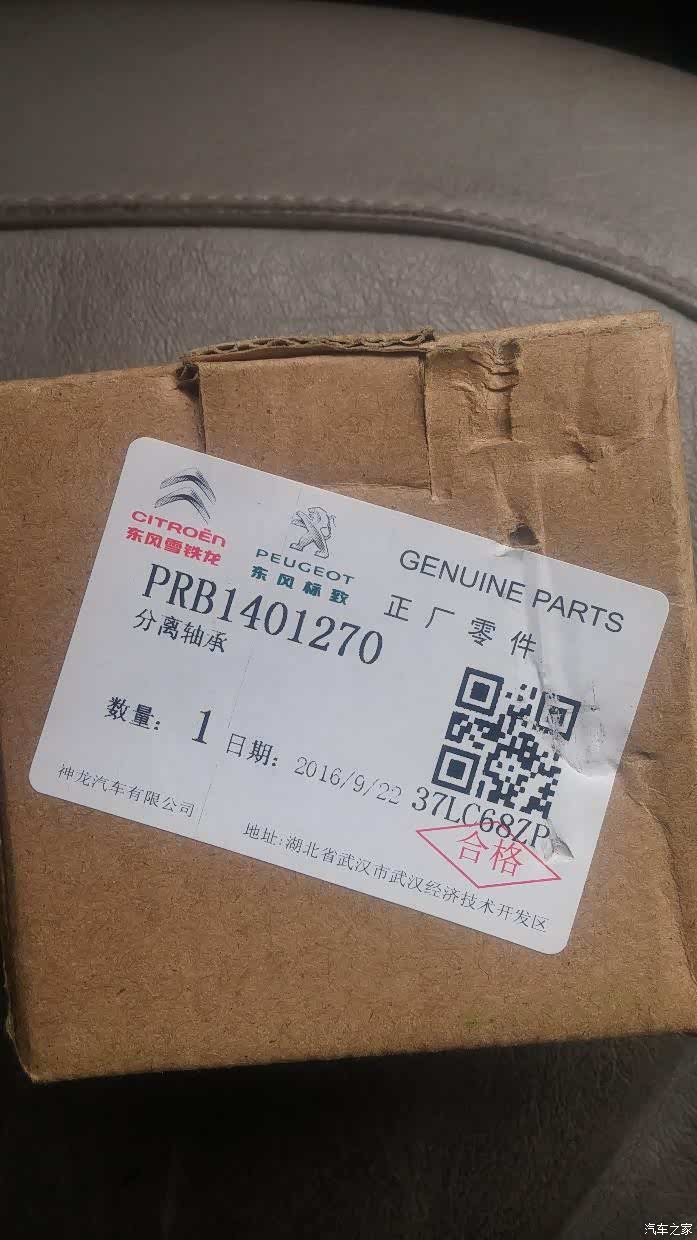 CITROËN
东风雪铁龙
PEUGEOT
东风标致
GENUINE PARTS
正厂零件
PRB1401270
分离轴承
数量: 1
日期: 2016/9/22
37LC68ZP
合格
神龙汽车有限公司
地址:湖北省武汉市武汉经济技术开发区
汽车之家